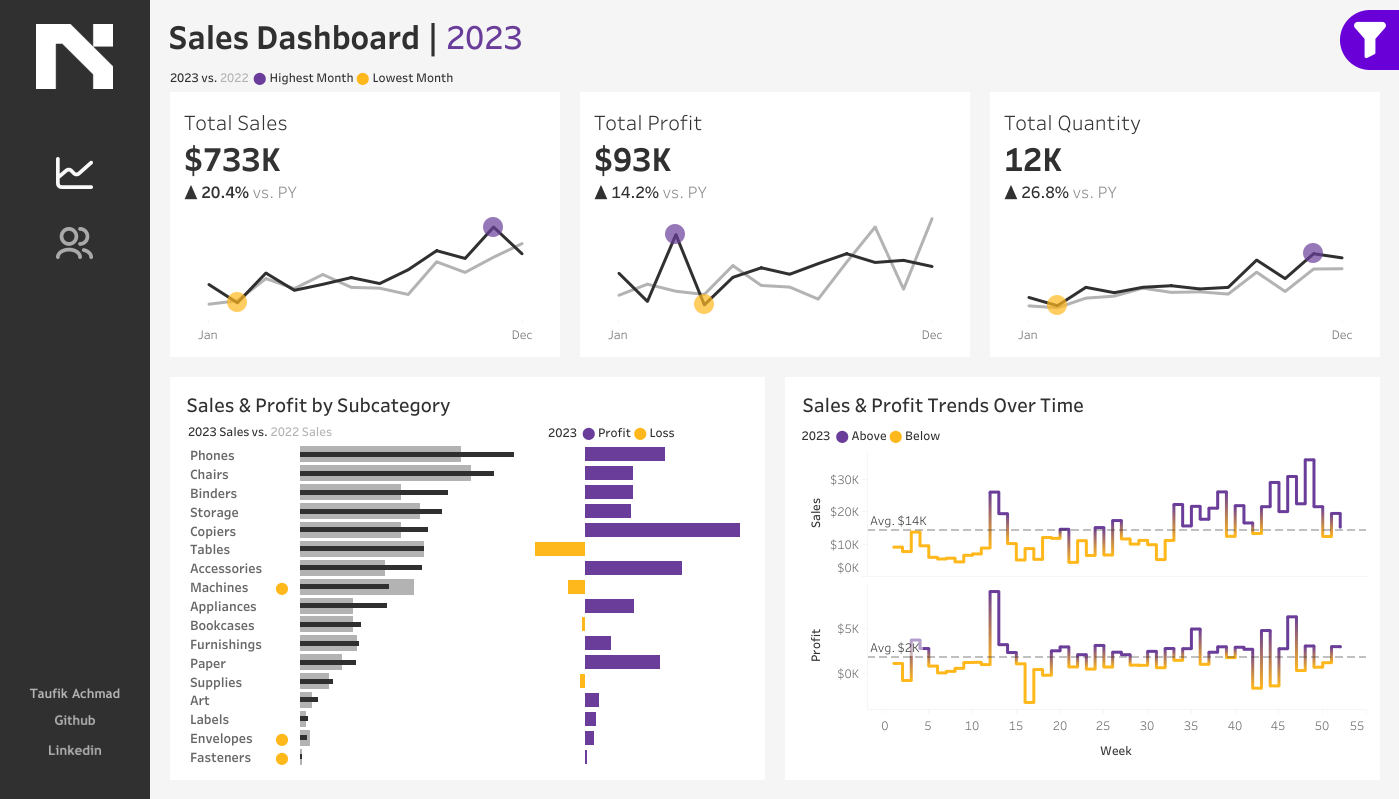 Sales Dashboard | 2023
2023 vs. 2022 Highest Month Lowest Month
Total Sales
$733K
▲ 20.4% vs. PY
Jan Dec
Total Profit
$93K
▲ 14.2% vs. PY
Jan Dec
Total Quantity
12K
▲ 26.8% vs. PY
Jan Dec
Sales & Profit by Subcategory
2023 Sales vs. 2022 Sales
2023 Profit Loss
Phones
Chairs
Binders
Storage
Copiers
Tables
Accessories
Machines
Appliances
Bookcases
Furnishings
Paper
Supplies
Art
Labels
Envelopes
Fasteners
Sales & Profit Trends Over Time
2023 Above Below
Sales
$30K
$20K
$10K
$0K
Avg. $14K
Profit
$5K
$0K
Avg. $2K
0 5 10 15 20 25 30 35 40 45 50 55
Week
Taufik Achmad
Github
Linkedin